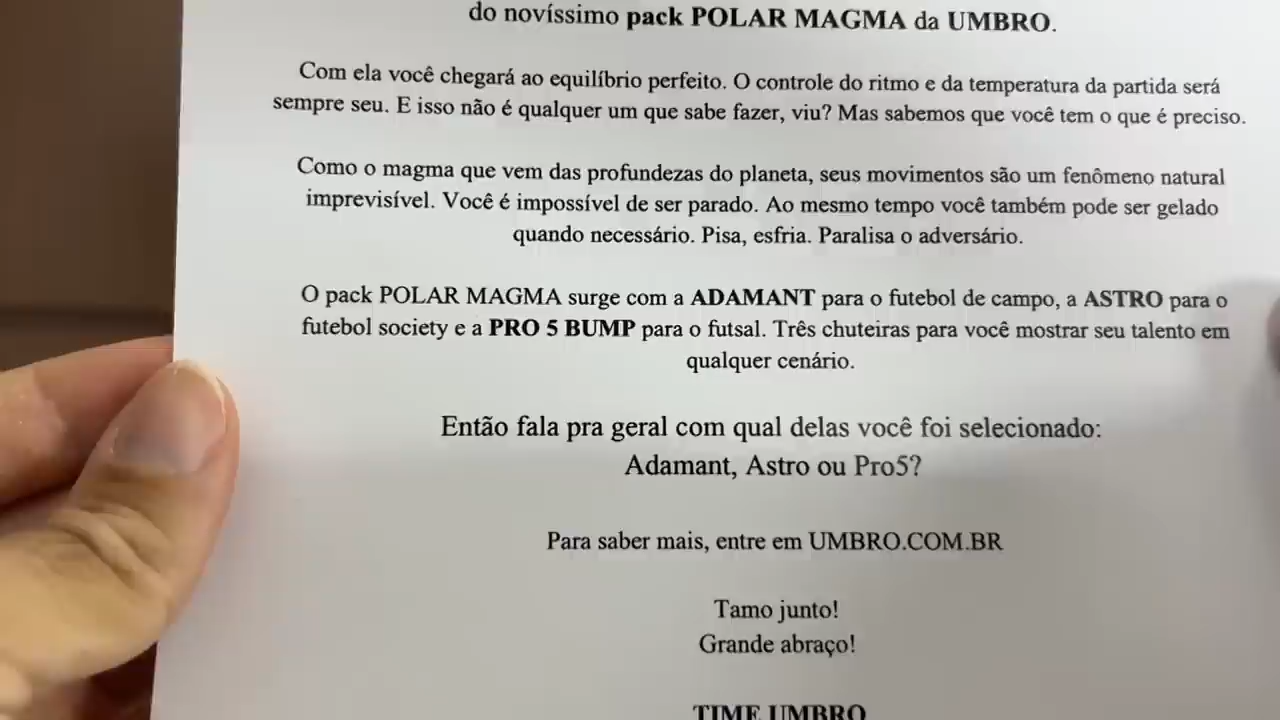 do novíssimo pack POLAR MAGMA da UMBRO.
Com ela você chegará ao equilíbrio perfeito. O controle do ritmo e da temperatura da partida será
sempre seu. E isso não é qualquer um que sabe fazer, viu? Mas sabemos que você tem o que é preciso.
Como o magma que vem das profundezas do planeta, seus movimentos são um fenômeno natural
imprevisível. Você é impossível de ser parado. Ao mesmo tempo você também pode ser gelado
quando necessário. Pisa, esfria. Paralisa o adversário.
O pack POLAR MAGMA surge com a ADAMANT para o futebol de campo, a ASTRO para o
futebol society e a PRO 5 BUMP para o futsal. Três chuteiras para você mostrar seu talento em
qualquer cenário.
Então fala pra geral com qual delas você foi selecionado:
Adamant, Astro ou Pro5?
Para saber mais, entre em UMBRO.COM.BR
Tamo junto!
Grande abraço!
TIME UMBRO